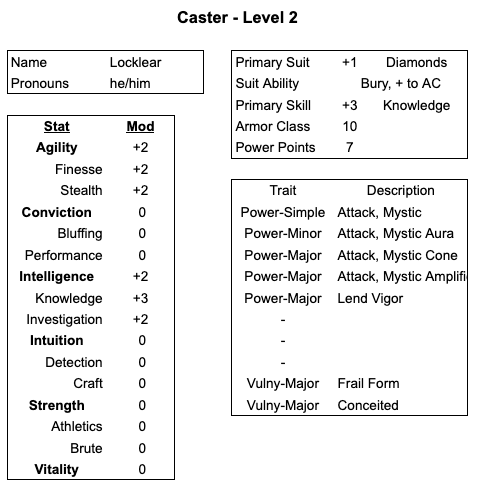 Caster - Level 2
Name Locklear
Pronouns he/him
Stat Mod
Agility +2
Finesse +2
Stealth +2
Conviction 0
Bluffing 0
Performance 0
Intelligence +2
Knowledge +3
Investigation +2
Intuition 0
Detection 0
Craft 0
Strength 0
Athletics 0
Brute 0
Vitality 0
Primary Suit +1 Diamonds
Suit Ability Bury, + to AC
Primary Skill +3 Knowledge
Armor Class 10
Power Points 7
Trait Description
Power-Simple Attack, Mystic
Power-Minor Attack, Mystic Aura
Power-Major Attack, Mystic Cone
Power-Major Attack, Mystic Amplifi
Power-Major Lend Vigor
-
-
-
Vulny-Major Frail Form
Vulny-Major Conceited